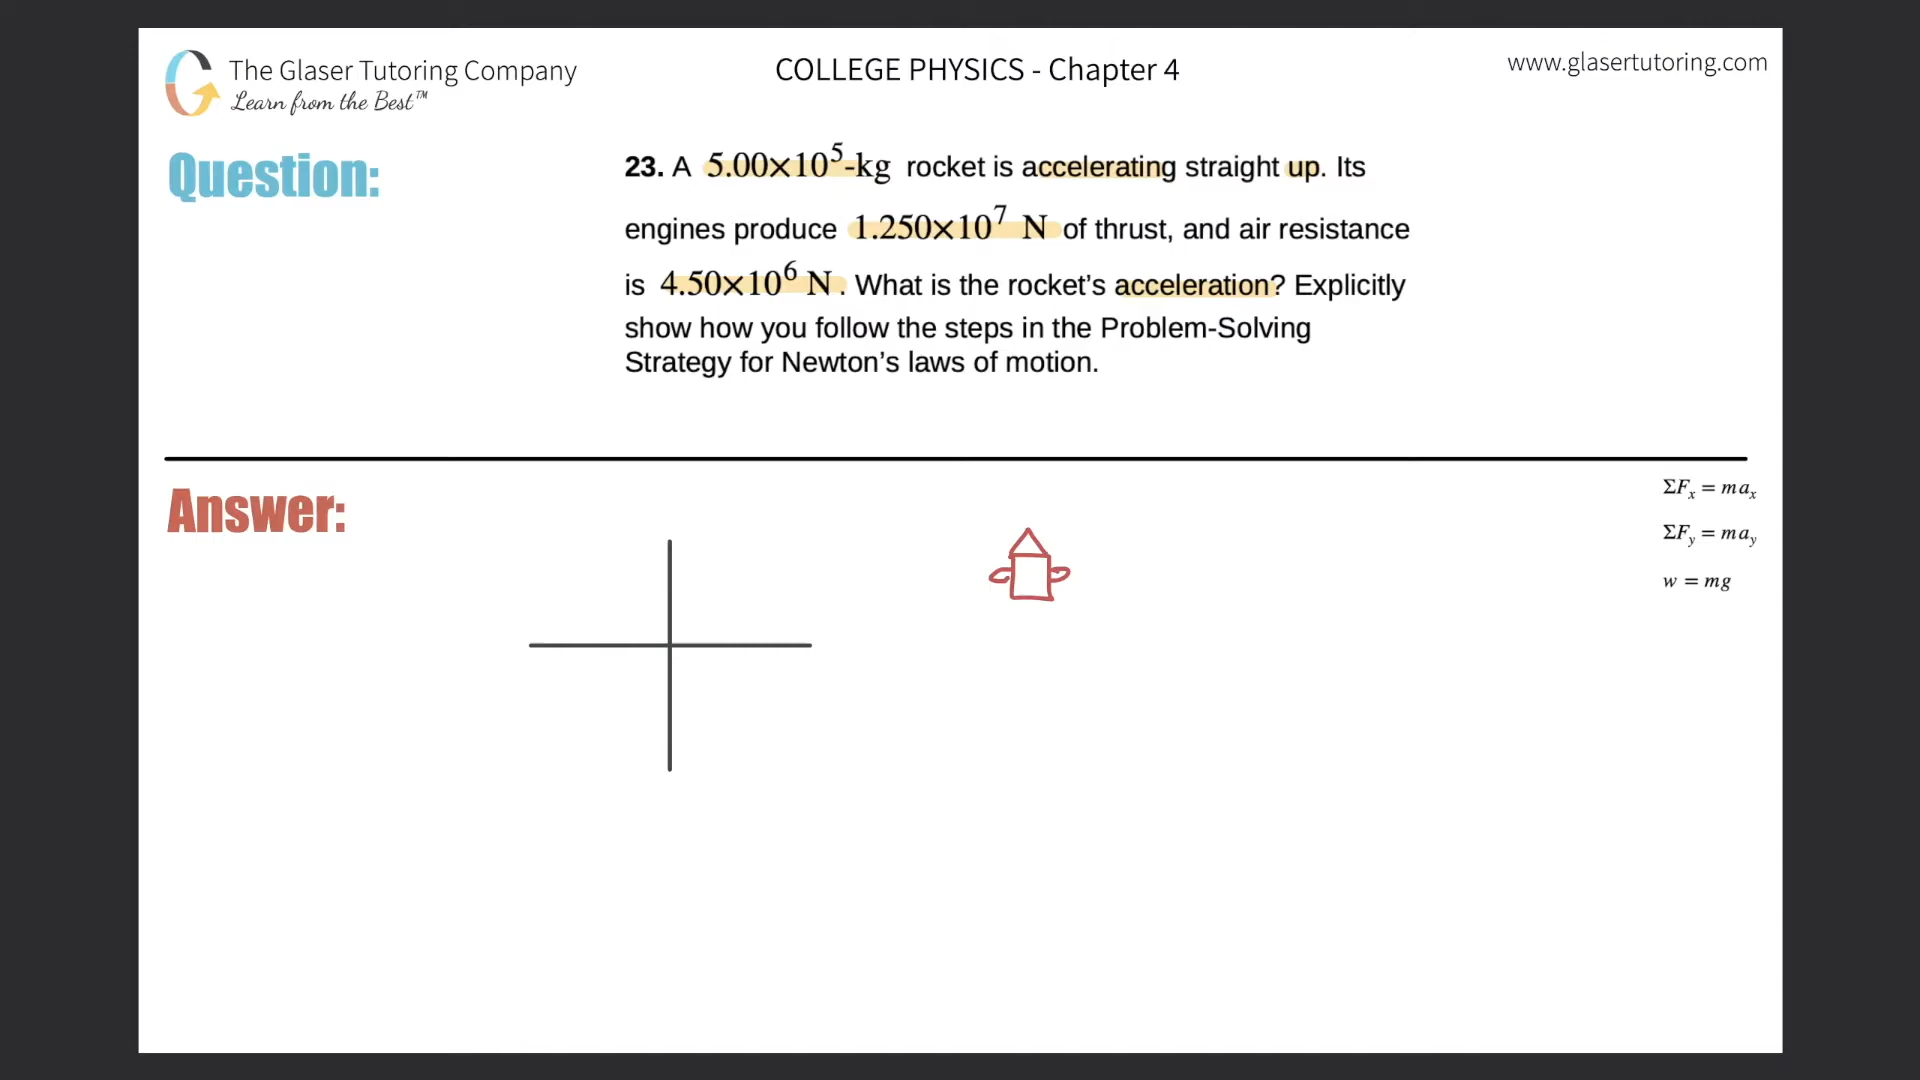 The Glaser Tutoring Company
Learn from the Best™
COLLEGE PHYSICS - Chapter 4
www.glasertutoring.com
Question:
23. A 5.00×10⁵-kg rocket is accelerating straight up. Its
engines produce 1.250×10⁷ N of thrust, and air resistance
is 4.50×10⁶ N. What is the rocket's acceleration? Explicitly
show how you follow the steps in the Problem-Solving
Strategy for Newton's laws of motion.
Answer:
ΣFₓ = maₓ
ΣF_y = ma_y
w = mg